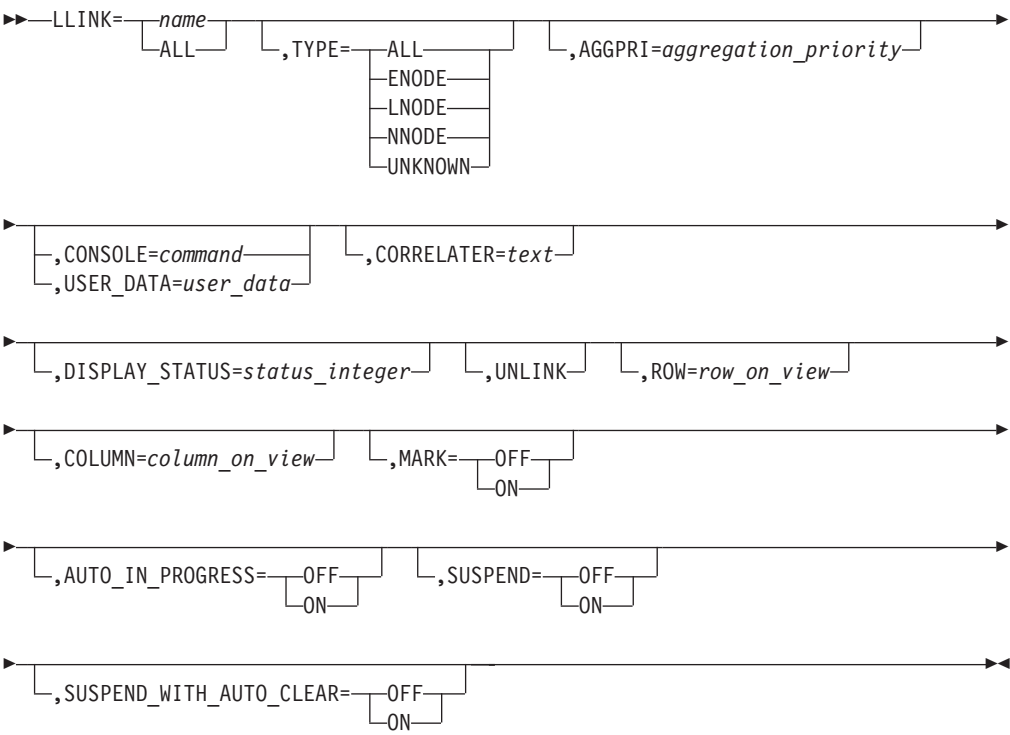 LLINK= name ,TYPE= ALL ,AGGPRI=aggregation_priority
ALL ENODE
LNODE
NNODE
UNKNOWN
,CONSOLE=command ,CORRELATER=text
,USER_DATA=user_data
,DISPLAY_STATUS=status_integer ,UNLINK ,ROW=row_on_view
,COLUMN=column_on_view ,MARK= OFF
ON
,AUTO_IN_PROGRESS= OFF ,SUSPEND= OFF
ON ON
,SUSPEND_WITH_AUTO_CLEAR= OFF
ON